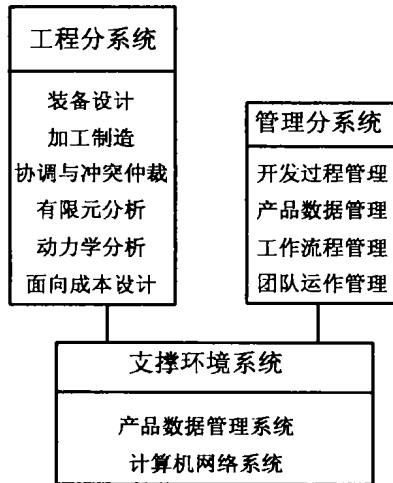 工程分系统
装备设计
加工制造
协调与冲突仲裁
有限元分析
动力学分析
面向成本设计
管理分系统
开发过程管理
产品数据管理
工作流程管理
团队运作管理
支撑环境系统
产品数据管理系统
计算机网络系统